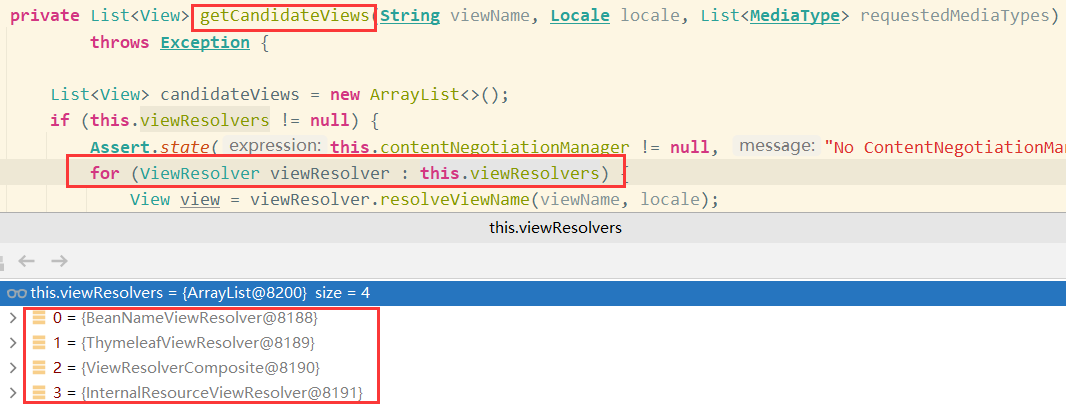 private List<View> getCandidateViews(String viewName, Locale locale, List<MediaType> requestedMediaTypes)
throws Exception {
List<View> candidateViews = new ArrayList<>();
if (this.viewResolvers != null) {
Assert.state( expression: this.contentNegotiationManager != null, message: "No ContentNegotiationMa
for (ViewResolver viewResolver : this.viewResolvers) {
View view = viewResolver.resolveViewName(viewName, locale);
this.viewResolvers
this.viewResolvers = {ArrayList@8200} size = 4
0 = {BeanNameViewResolver@8188}
1 = {ThymeleafViewResolver@8189}
2 = {ViewResolverComposite@8190}
3 = {InternalResourceViewResolver@8191}